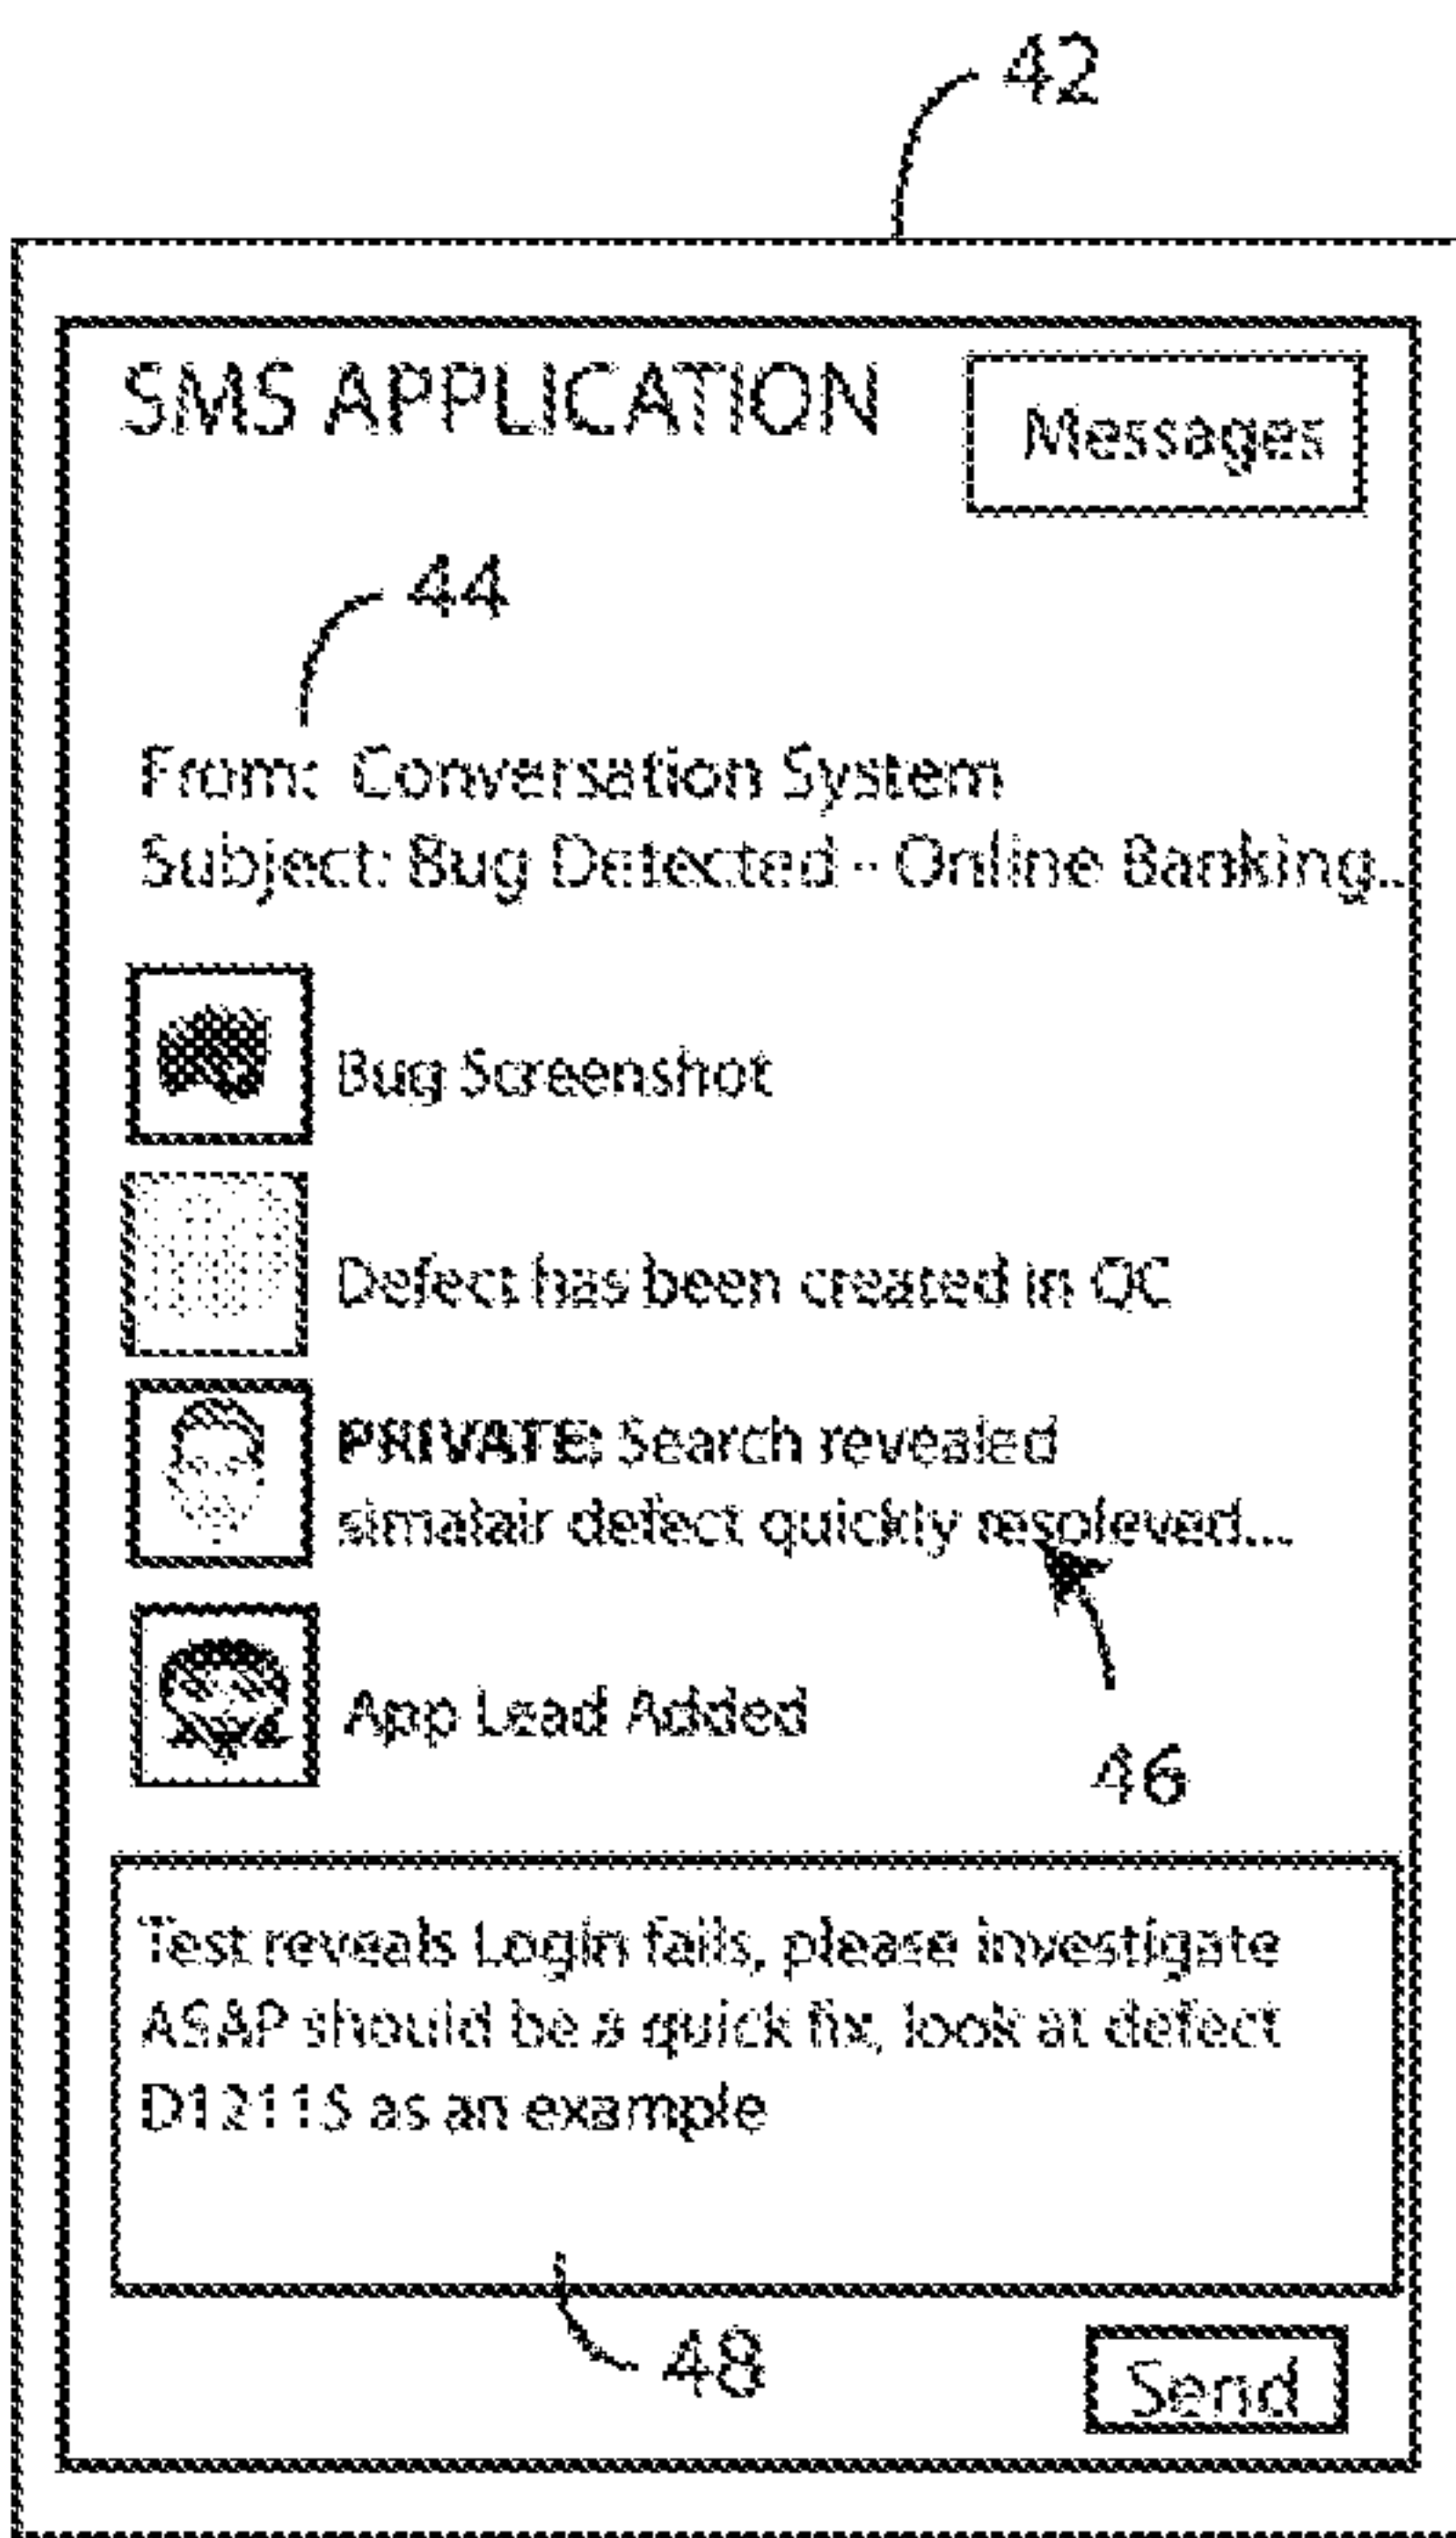 42
SMS APPLICATION
Messages
44
From: Conversation System
Subject: Bug Detected - Online Banking...
Bug Screenshot
Defect has been created in QC
PRIVATE: Search revealed
simalair defect quickly resoleved...
App Lead Added
46
Test reveals Login fails, please investigate
ASAP should be a quick fix, look at defect
D12115 as an example
48
Send